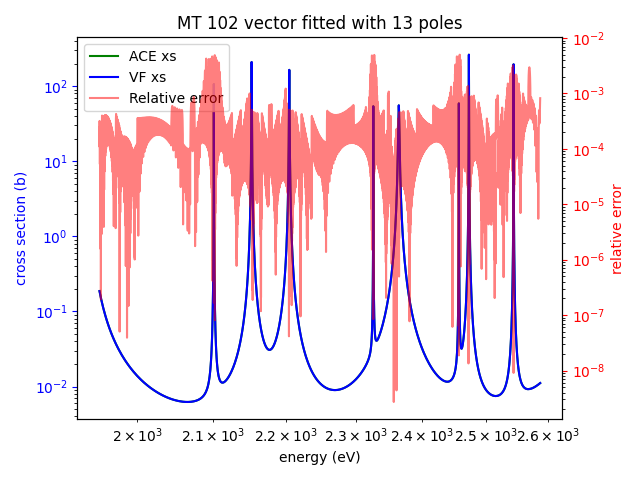 MT 102 vector fitted with 13 poles
ACE xs
VF xs
Relative error
cross section (b)
10²
10¹
10⁰
10⁻¹
10⁻²
10⁻²
10⁻³
10⁻⁴
10⁻⁵
10⁻⁶
10⁻⁷
10⁻⁸
relative error
2 × 10³ 2.1 × 10³ 2.2 × 10³ 2.3 × 10³ 2.4 × 10³ 2.5 × 10³ 2.6 × 10³
energy (eV)